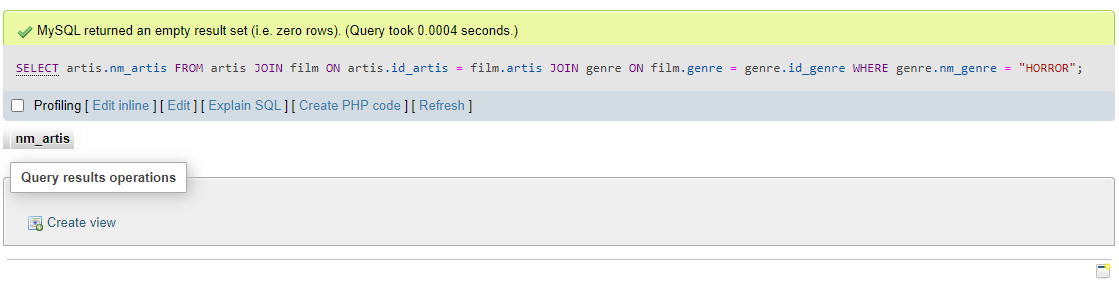 MySQL returned an empty result set (i.e. zero rows). (Query took 0.0004 seconds.)
SELECT artis.nm_artis FROM artis JOIN film ON artis.id_artis = film.artis JOIN genre ON film.genre = genre.id_genre WHERE genre.nm_genre = "HORROR";
Profiling [ Edit inline ] [ Edit ] [ Explain SQL ] [ Create PHP code ] [ Refresh ]
nm_artis
Query results operations
Create view